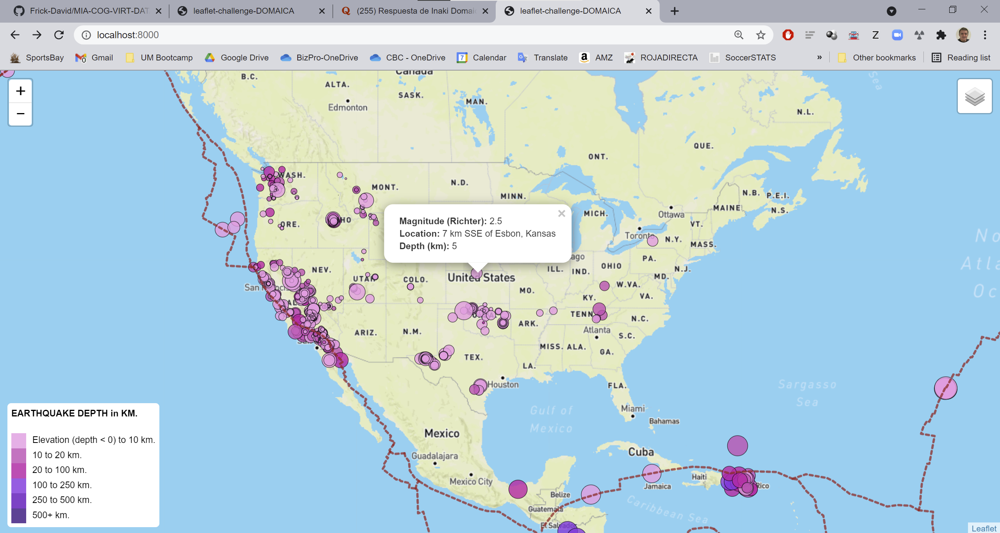 Frick-David/MIA-COG-VIRT-DAT
leaflet-challenge-DOMAICA
(255) Respuesta de Inaki Domai
leaflet-challenge-DOMAICA
localhost:8000
SportsBay
Gmail
UM Bootcamp
Google Drive
BizPro-OneDrive
CBC - OneDrive
7
Calendar
Translate
AMZ
ROJADIRECTA
SoccerSTATS
»
Other bookmarks
Reading list
+
−
Canada
B.C.
ALTA.
SASK.
MAN.
Edmonton
N.L.
Sea
QUE.
ONT.
WASH.
MONT.
N.D.
MINN.
N.B.
P.E.I.
MAINE
N.S.
ORE.
HO
MICH.
Ottawa
VT.
Toronto
N.Y.
MASS.
Magnitude (Richter): 2.5
Location: 7 km SSE of Esbon, Kansas
Depth (km): 5
ago
PA.
NEV.
UTAH
COLO.
United States
ILL.
IND.
OHIO
N.J.
MD.
W.VA.
MO.
KY.
VA.
TENN
N.C.
ARK.
ARIZ.
N.M.
Atlanta
S.C.
MISS.
ALA.
GA.
TEX.
LA.
Houston
FLA.
Sargasso
Sea
Miami
Gulf of
Mexico
Bahamas
Mexico
Guadalajara
Mexico City
Cuba
Haiti
Jamaica
Rico
Belize
Guatemala
El Salvador
Caribbean Sea
EARTHQUAKE DEPTH in KM.
Elevation (depth < 0) to 10 km.
10 to 20 km.
20 to 100 km.
100 to 250 km.
250 to 500 km.
500+ km.
Leaflet